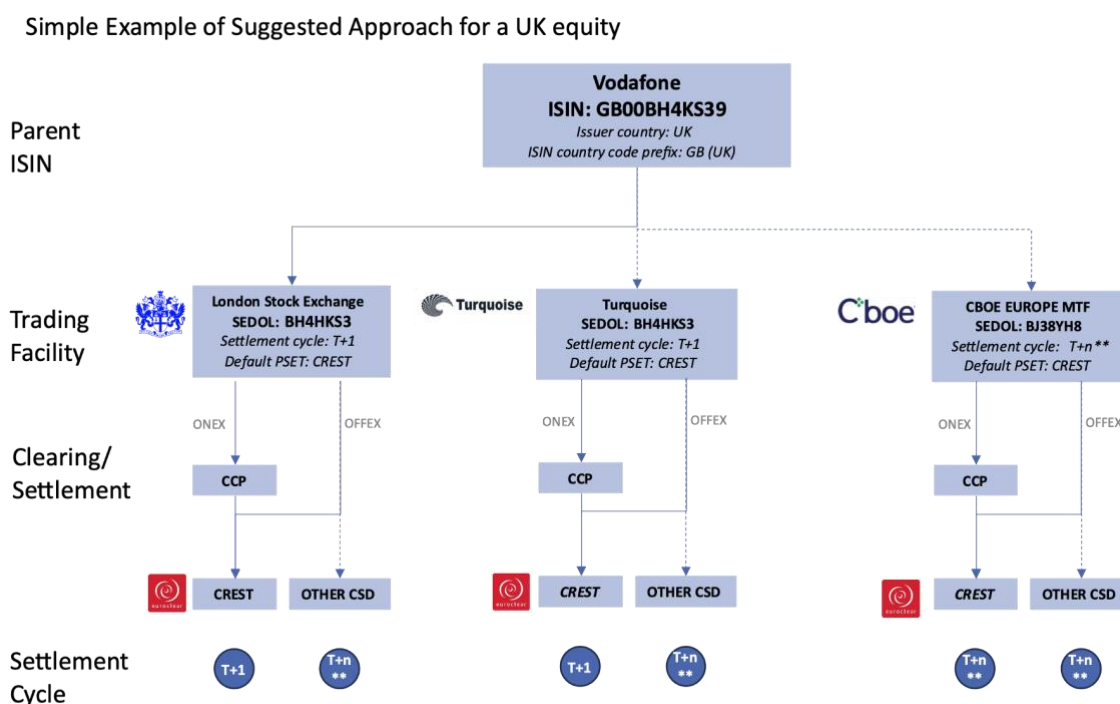 Simple Example of Suggested Approach for a UK equity
Parent
ISIN
Vodafone
ISIN: GB00BH4KS39
Issuer country: UK
ISIN country code prefix: GB (UK)
Trading
Facility
London Stock Exchange
SEDOL: BH4HKS3
Settlement cycle: T+1
Default PSET: CREST
Turquoise
Turquoise
SEDOL: BH4HKS3
Settlement cycle: T+1
Default PSET: CREST
Cboe
CBOE EUROPE MTF
SEDOL: BJ38YH8
Settlement cycle: T+n**
Default PSET: CREST
ONEX
OFFEX
ONEX
OFFEX
ONEX
OFFEX
Clearing/
Settlement
CCP
CCP
CCP
euroclear
CREST
OTHER CSD
euroclear
CREST
OTHER CSD
euroclear
CREST
OTHER CSD
Settlement
Cycle
T+1
T+n
**
T+1
T+n
**
T+n
**
T+n
**